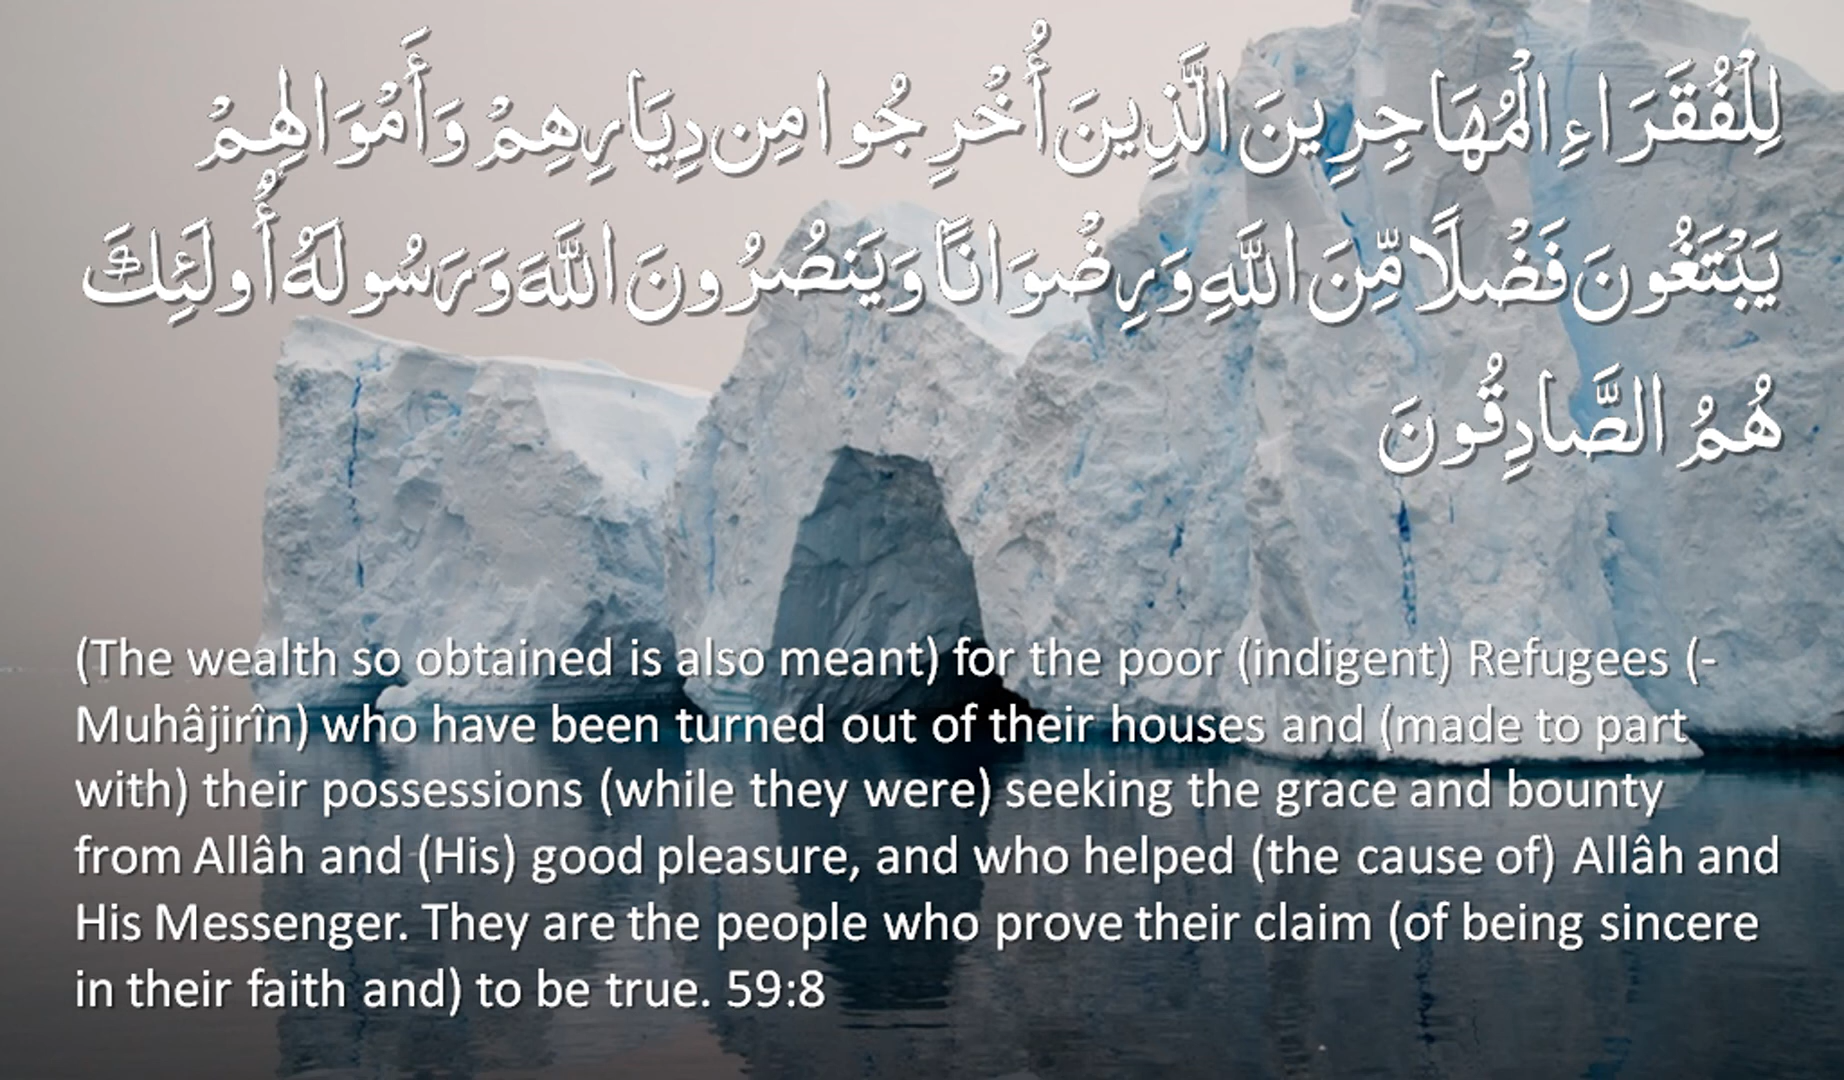 لِلْفُقَرَاءِ الْمُهَاجِرِينَ الَّذِينَ أُخْرِجُوا مِن دِيَارِهِمْ وَأَمْوَالِهِمْ
يَبْتَغُونَ فَضْلًا مِّنَ اللَّهِ وَرِضْوَانًا وَيَنصُرُونَ اللَّهَ وَرَسُولَهُ أُولَٰئِكَ
هُمُ الصَّادِقُونَ
(The wealth so obtained is also meant) for the poor (indigent) Refugees (-
Muhâjirîn) who have been turned out of their houses and (made to part
with) their possessions (while they were) seeking the grace and bounty
from Allâh and (His) good pleasure, and who helped (the cause of) Allâh and
His Messenger. They are the people who prove their claim (of being sincere
in their faith and) to be true. 59:8